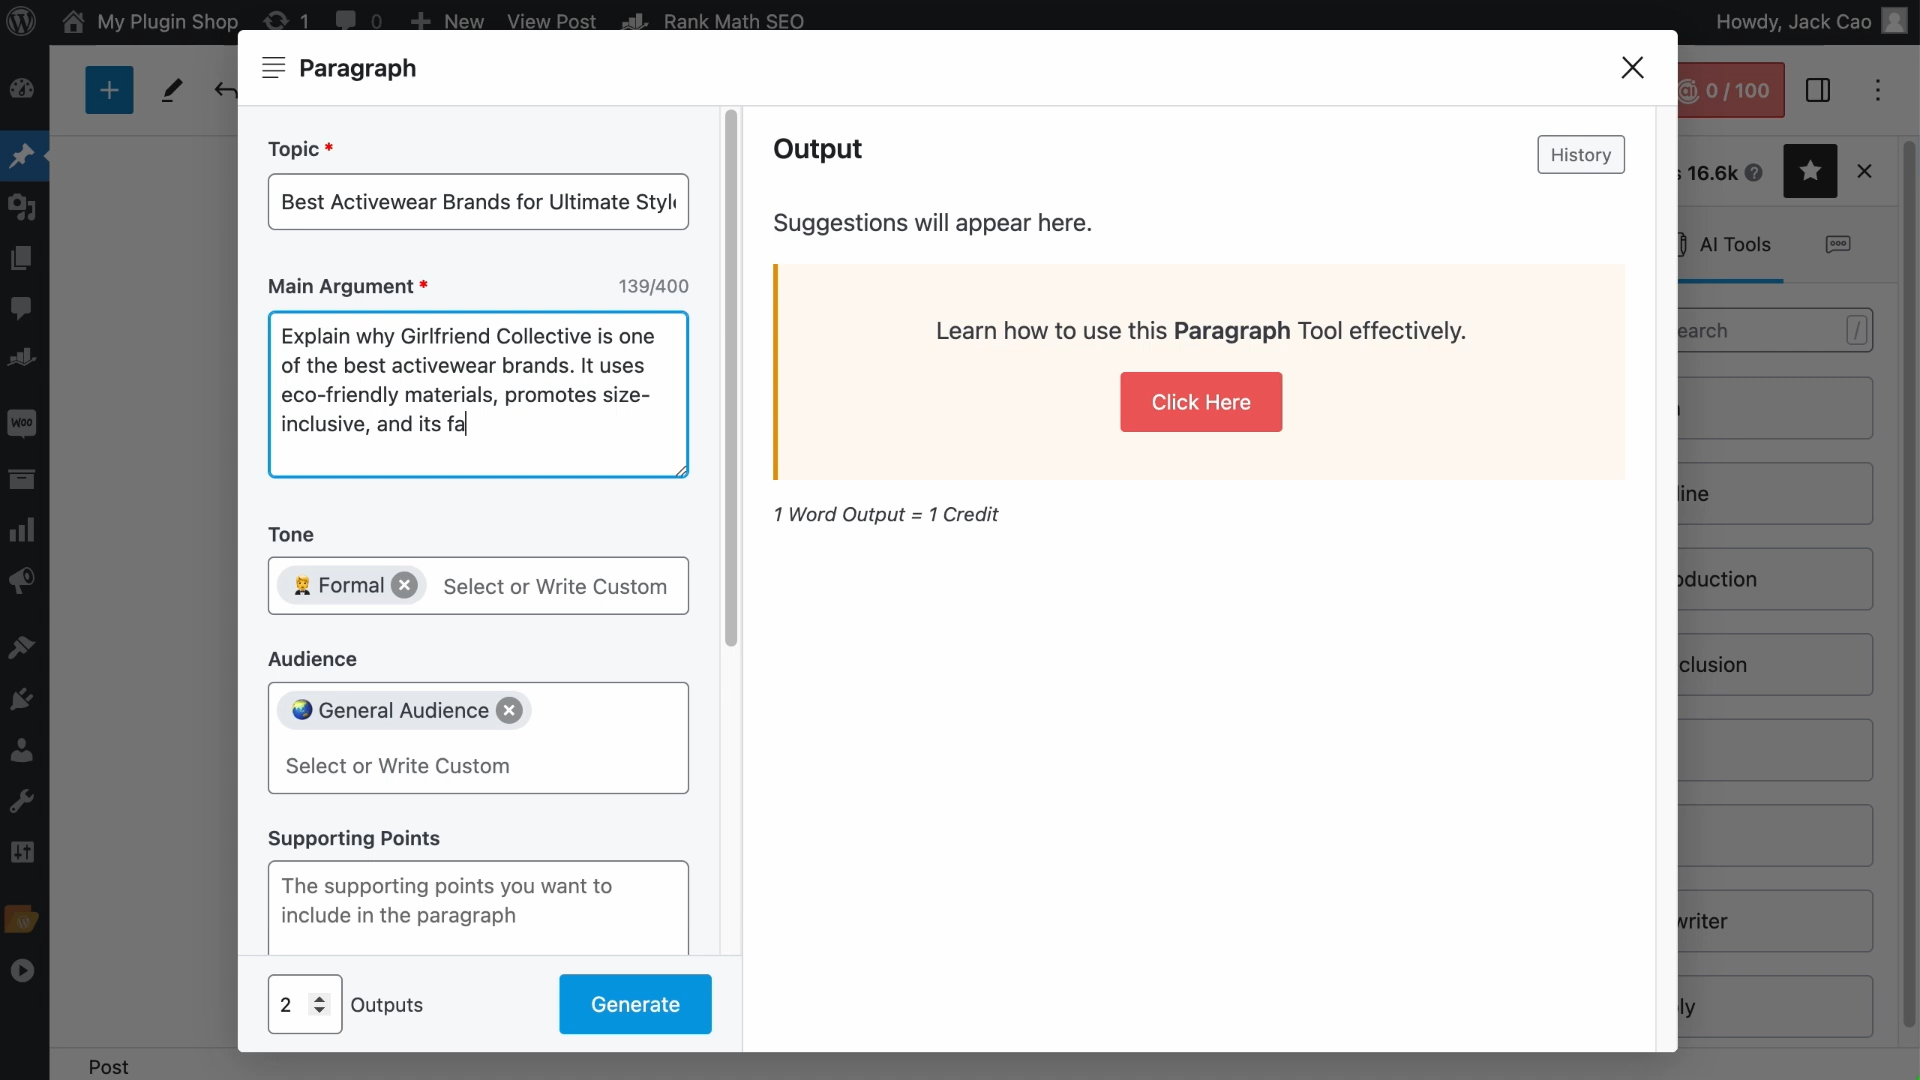 My Plugin Shop 1 0 New View Post Rank Math SEO Howdy, Jack Cao
Paragraph
0 / 100
Topic *
Best Activewear Brands for Ultimate Style
Main Argument * 139/400
Explain why Girlfriend Collective is one
of the best activewear brands. It uses
eco-friendly materials, promotes size-
inclusive, and its fa
Tone
Formal Select or Write Custom
Audience
General Audience
Select or Write Custom
Supporting Points
The supporting points you want to
include in the paragraph
2 Outputs Generate
Output History
Suggestions will appear here.
Learn how to use this Paragraph Tool effectively.
Click Here
1 Word Output = 1 Credit
16.6k
AI Tools
earch /
line
oduction
clusion
writer
ly
Woo
Post